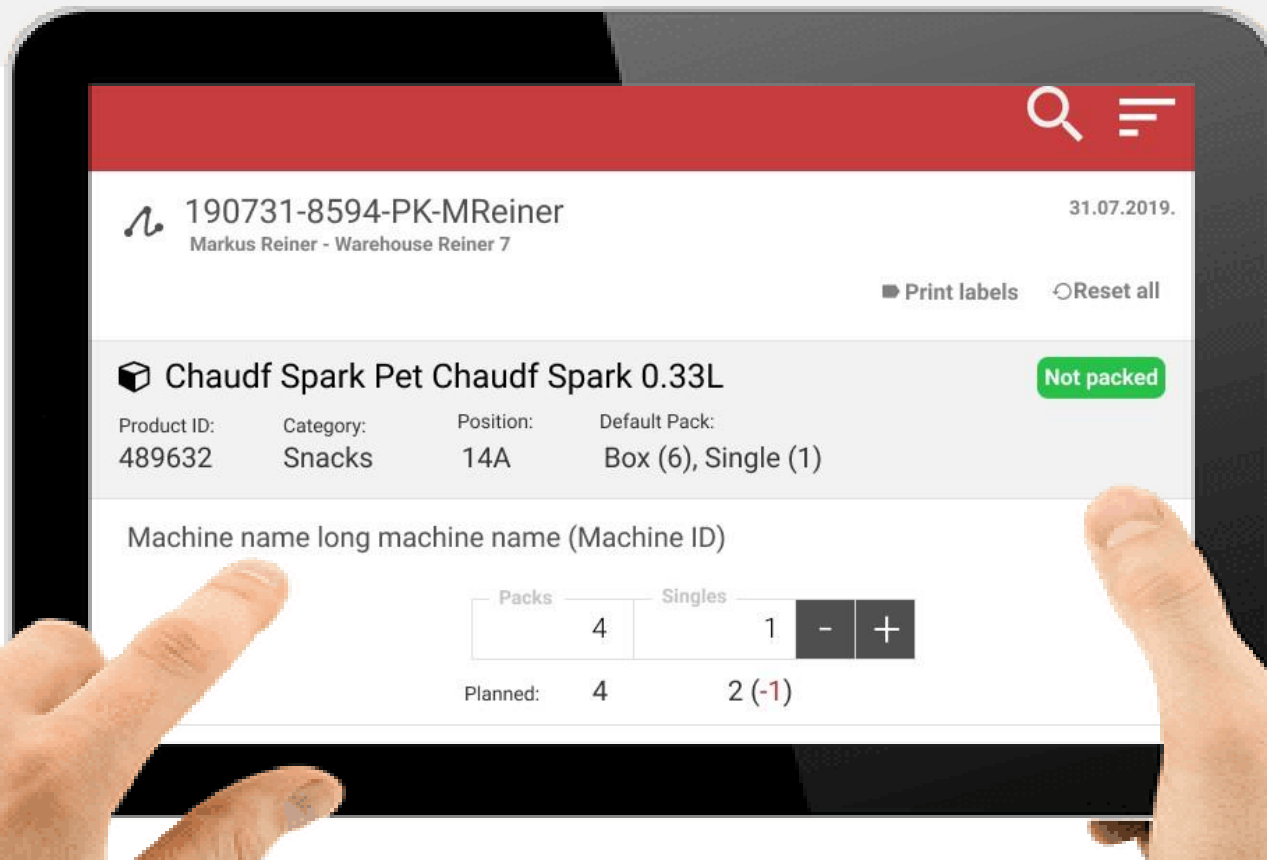 190731-8594-PK-MReiner
31.07.2019.
Markus Reiner - Warehouse Reiner 7
Print labels
Reset all
Chaudf Spark Pet Chaudf Spark 0.33L
Not packed
Product ID: Category: Position: Default Pack:
489632 Snacks 14A Box (6), Single (1)
Machine name long machine name (Machine ID)
Packs Singles
4 1 - +
Planned: 4 2 (-1)